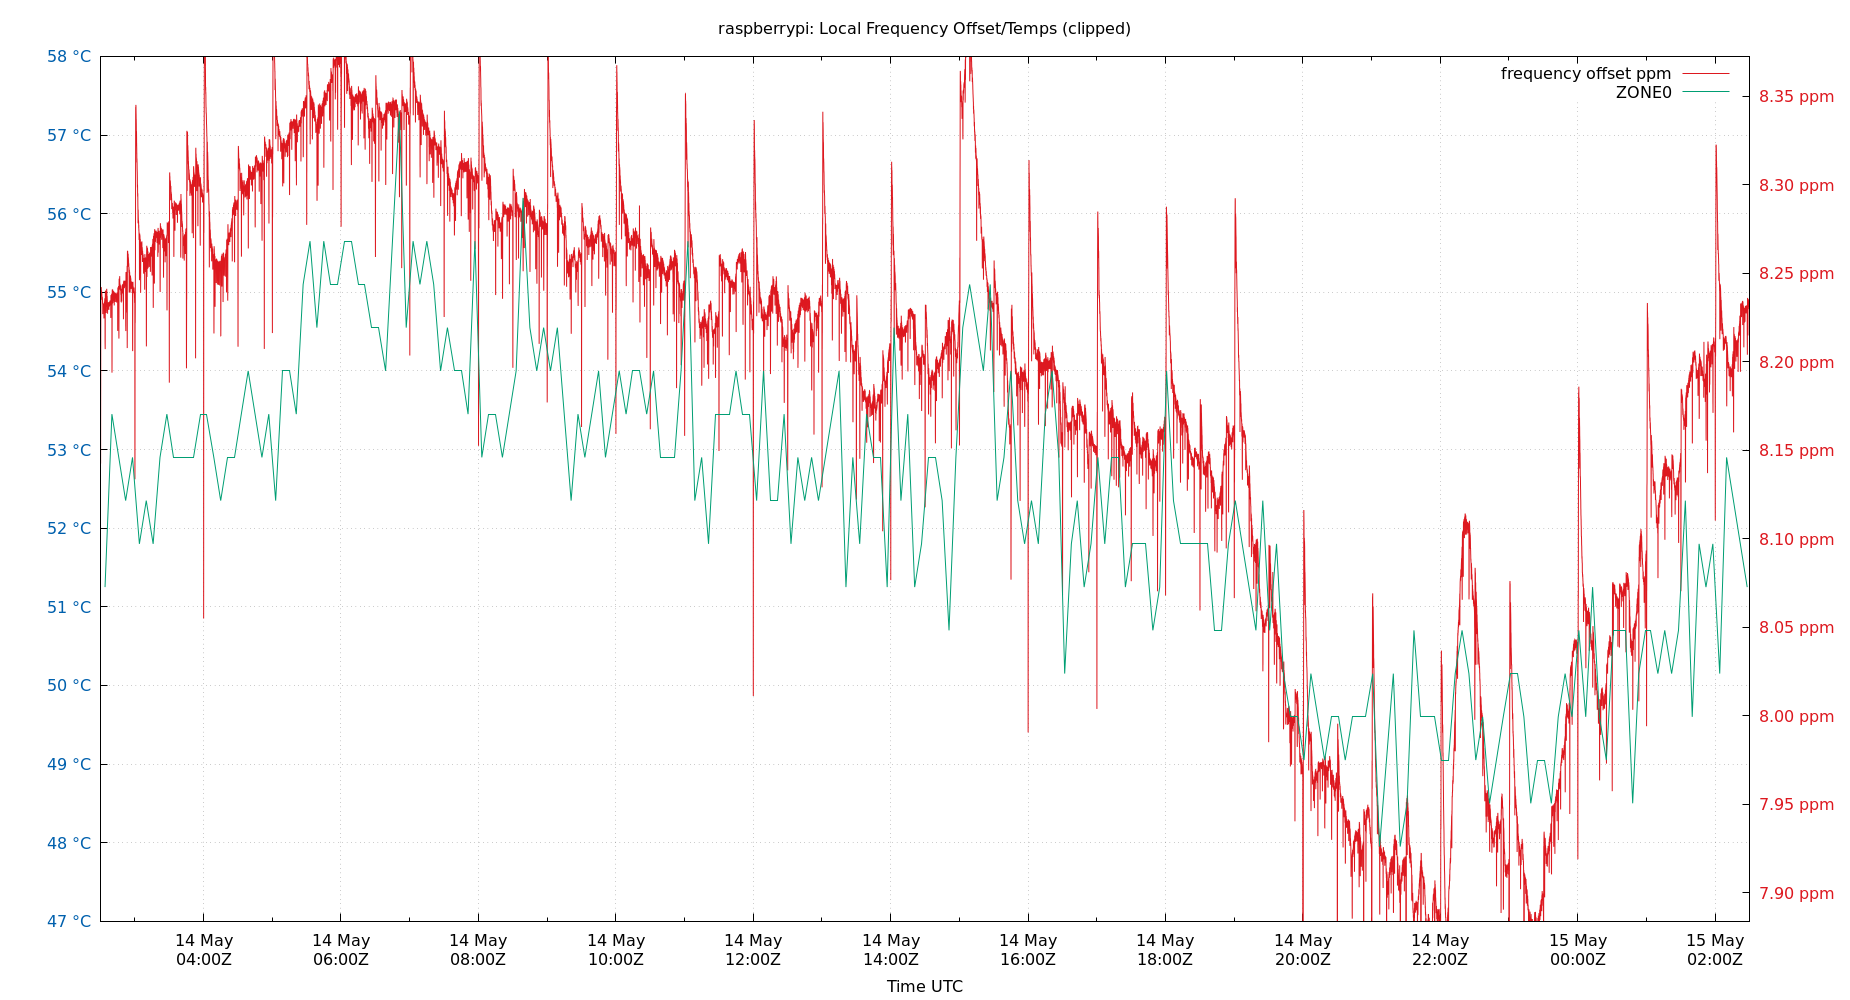 raspberrypi: Local Frequency Offset/Temps (clipped)
frequency offset ppm
ZONE0
58 °C
57 °C
56 °C
55 °C
54 °C
53 °C
52 °C
51 °C
50 °C
49 °C
48 °C
47 °C
8.35 ppm
8.30 ppm
8.25 ppm
8.20 ppm
8.15 ppm
8.10 ppm
8.05 ppm
8.00 ppm
7.95 ppm
7.90 ppm
14 May 14 May 14 May 14 May 14 May 14 May 14 May 14 May 14 May 14 May 15 May 15 May
04:00Z 06:00Z 08:00Z 10:00Z 12:00Z 14:00Z 16:00Z 18:00Z 20:00Z 22:00Z 00:00Z 02:00Z
Time UTC